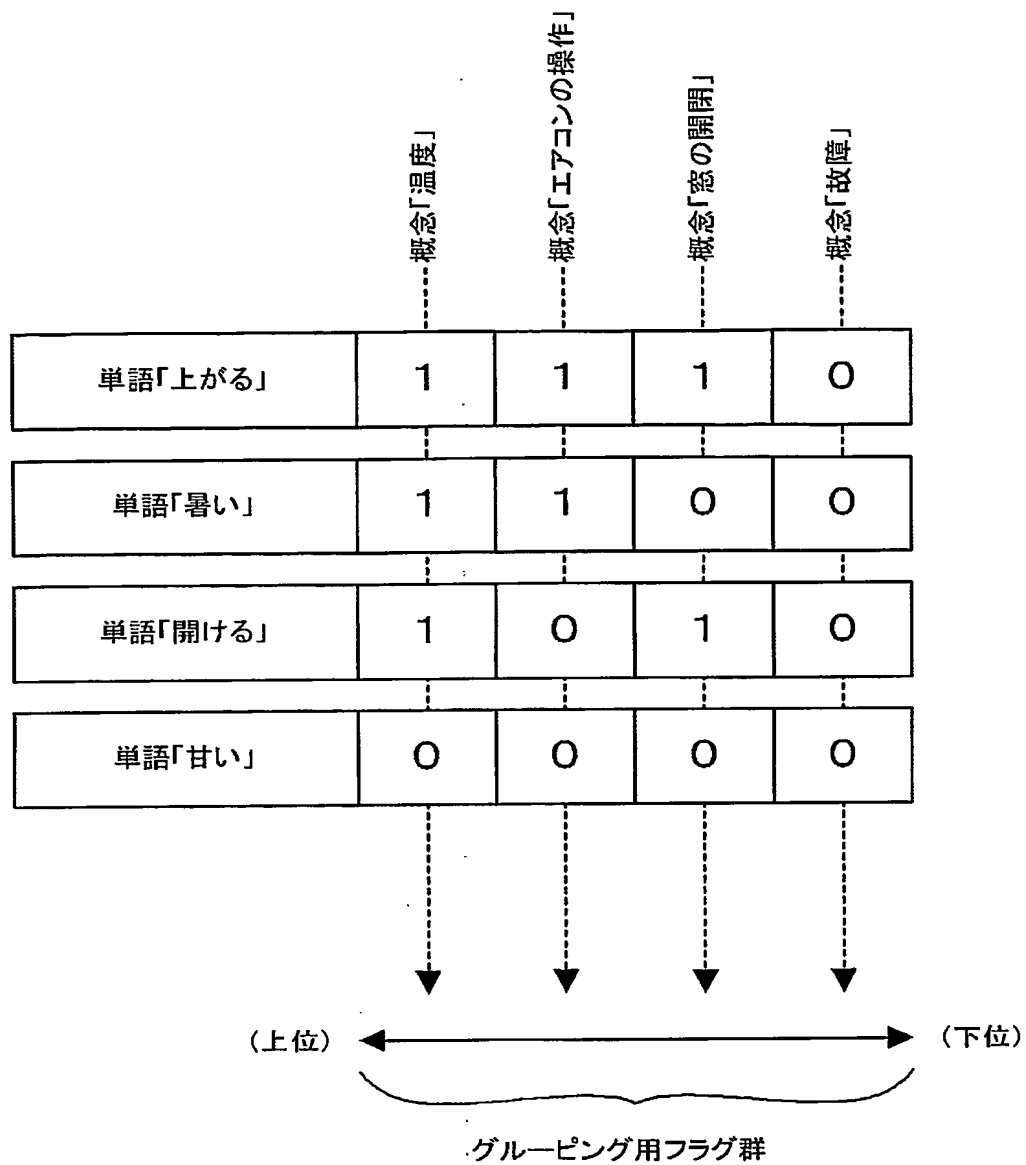 概念「温度」
概念「エアコンの操作」
概念「窓の開閉」
概念「故障」
単語「上がる」 1 1 1 0
単語「暑い」 1 1 0 0
単語「開ける」 1 0 1 0
単語「甘い」 0 0 0 0
(上位) (下位)
グルーピング用フラグ群